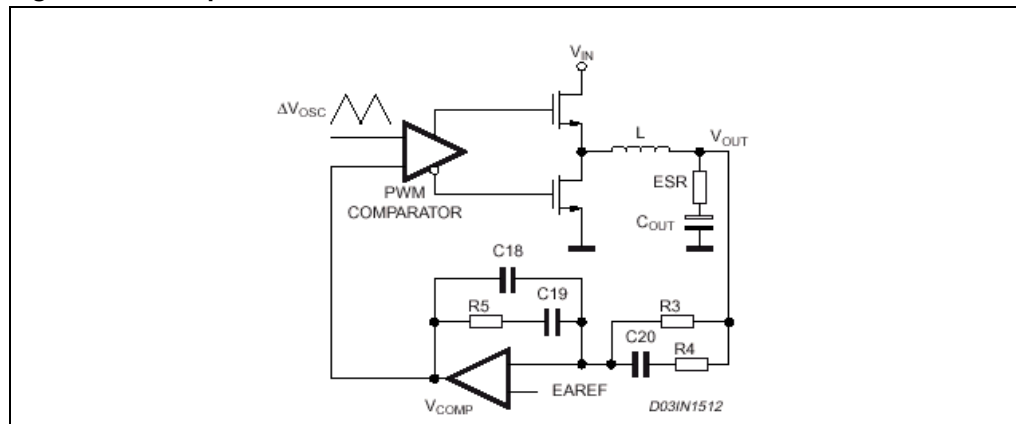 V_IN
ΔV_OSC
L
V_OUT
ESR
PWM
COMPARATOR
C_OUT
C18
C19
R5
R3
C20
R4
EAREF
V_COMP
D03IN1512